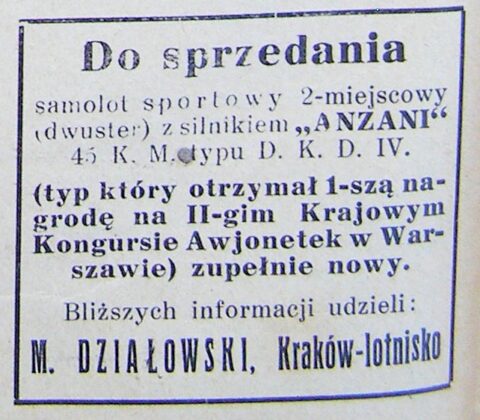 Do sprzedania
samolot sportowy 2-miejscowy
(dwuster) z silnikiem „ANZANI“
45 K. M. typu D. K. D. IV.
(typ który otrzymał 1-szą na-
grodę na II-gim Krajowym
Kongursie Awjonetek w War-
szawie) zupełnie nowy.
Bliższych informacji udzieli:
M. DZIAŁOWSKI, Kraków-lotnisko